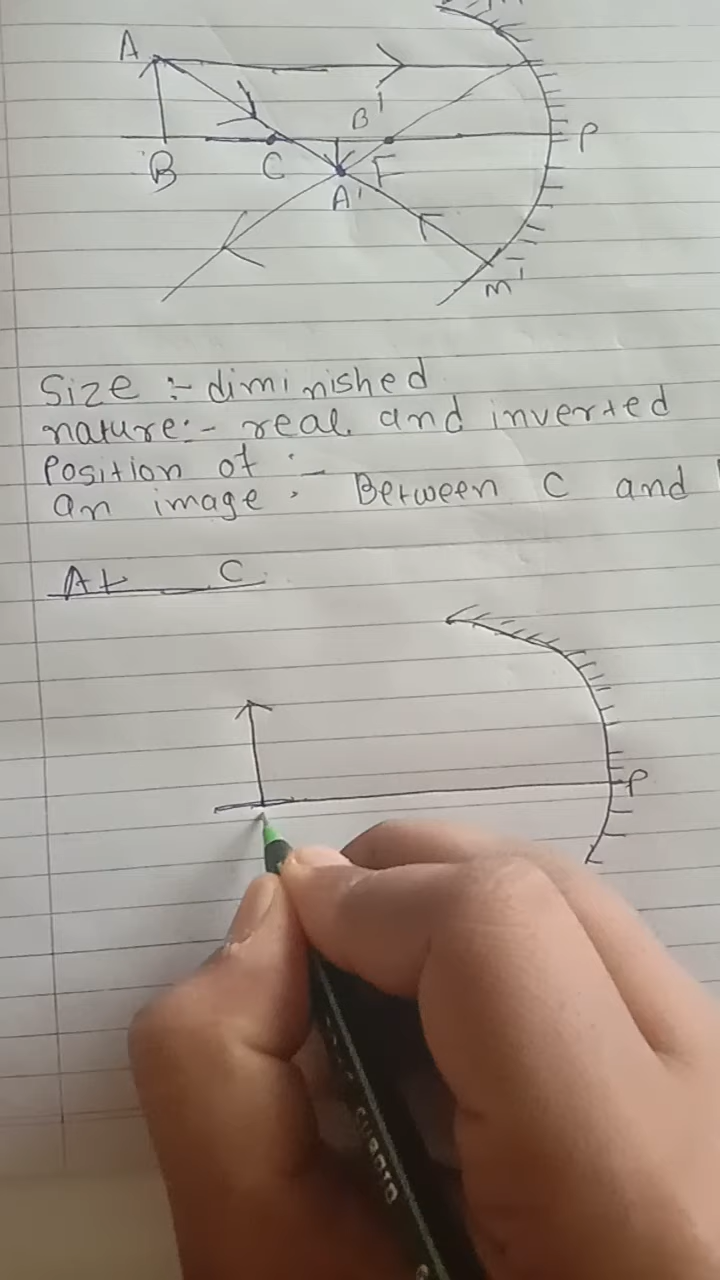 A
B'
P
B
C
F
A'
M'
Size :- diminished
nature:- real and inverted
Position of :-
an image : Between C and
At C
P